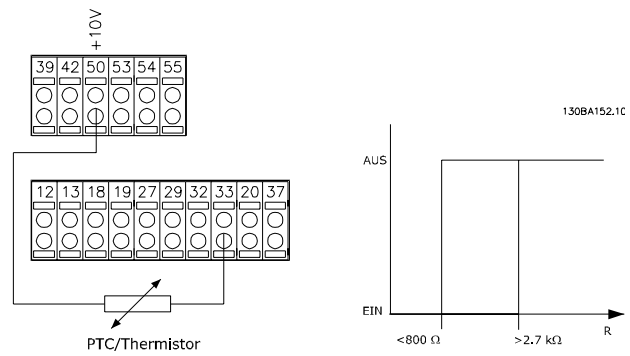 +10V
39 42 50 53 54 55
130BA152.10
AUS
12 13 18 19 27 29 32 33 20 37
EIN
R
<800 Ω >2.7 kΩ
PTC/Thermistor